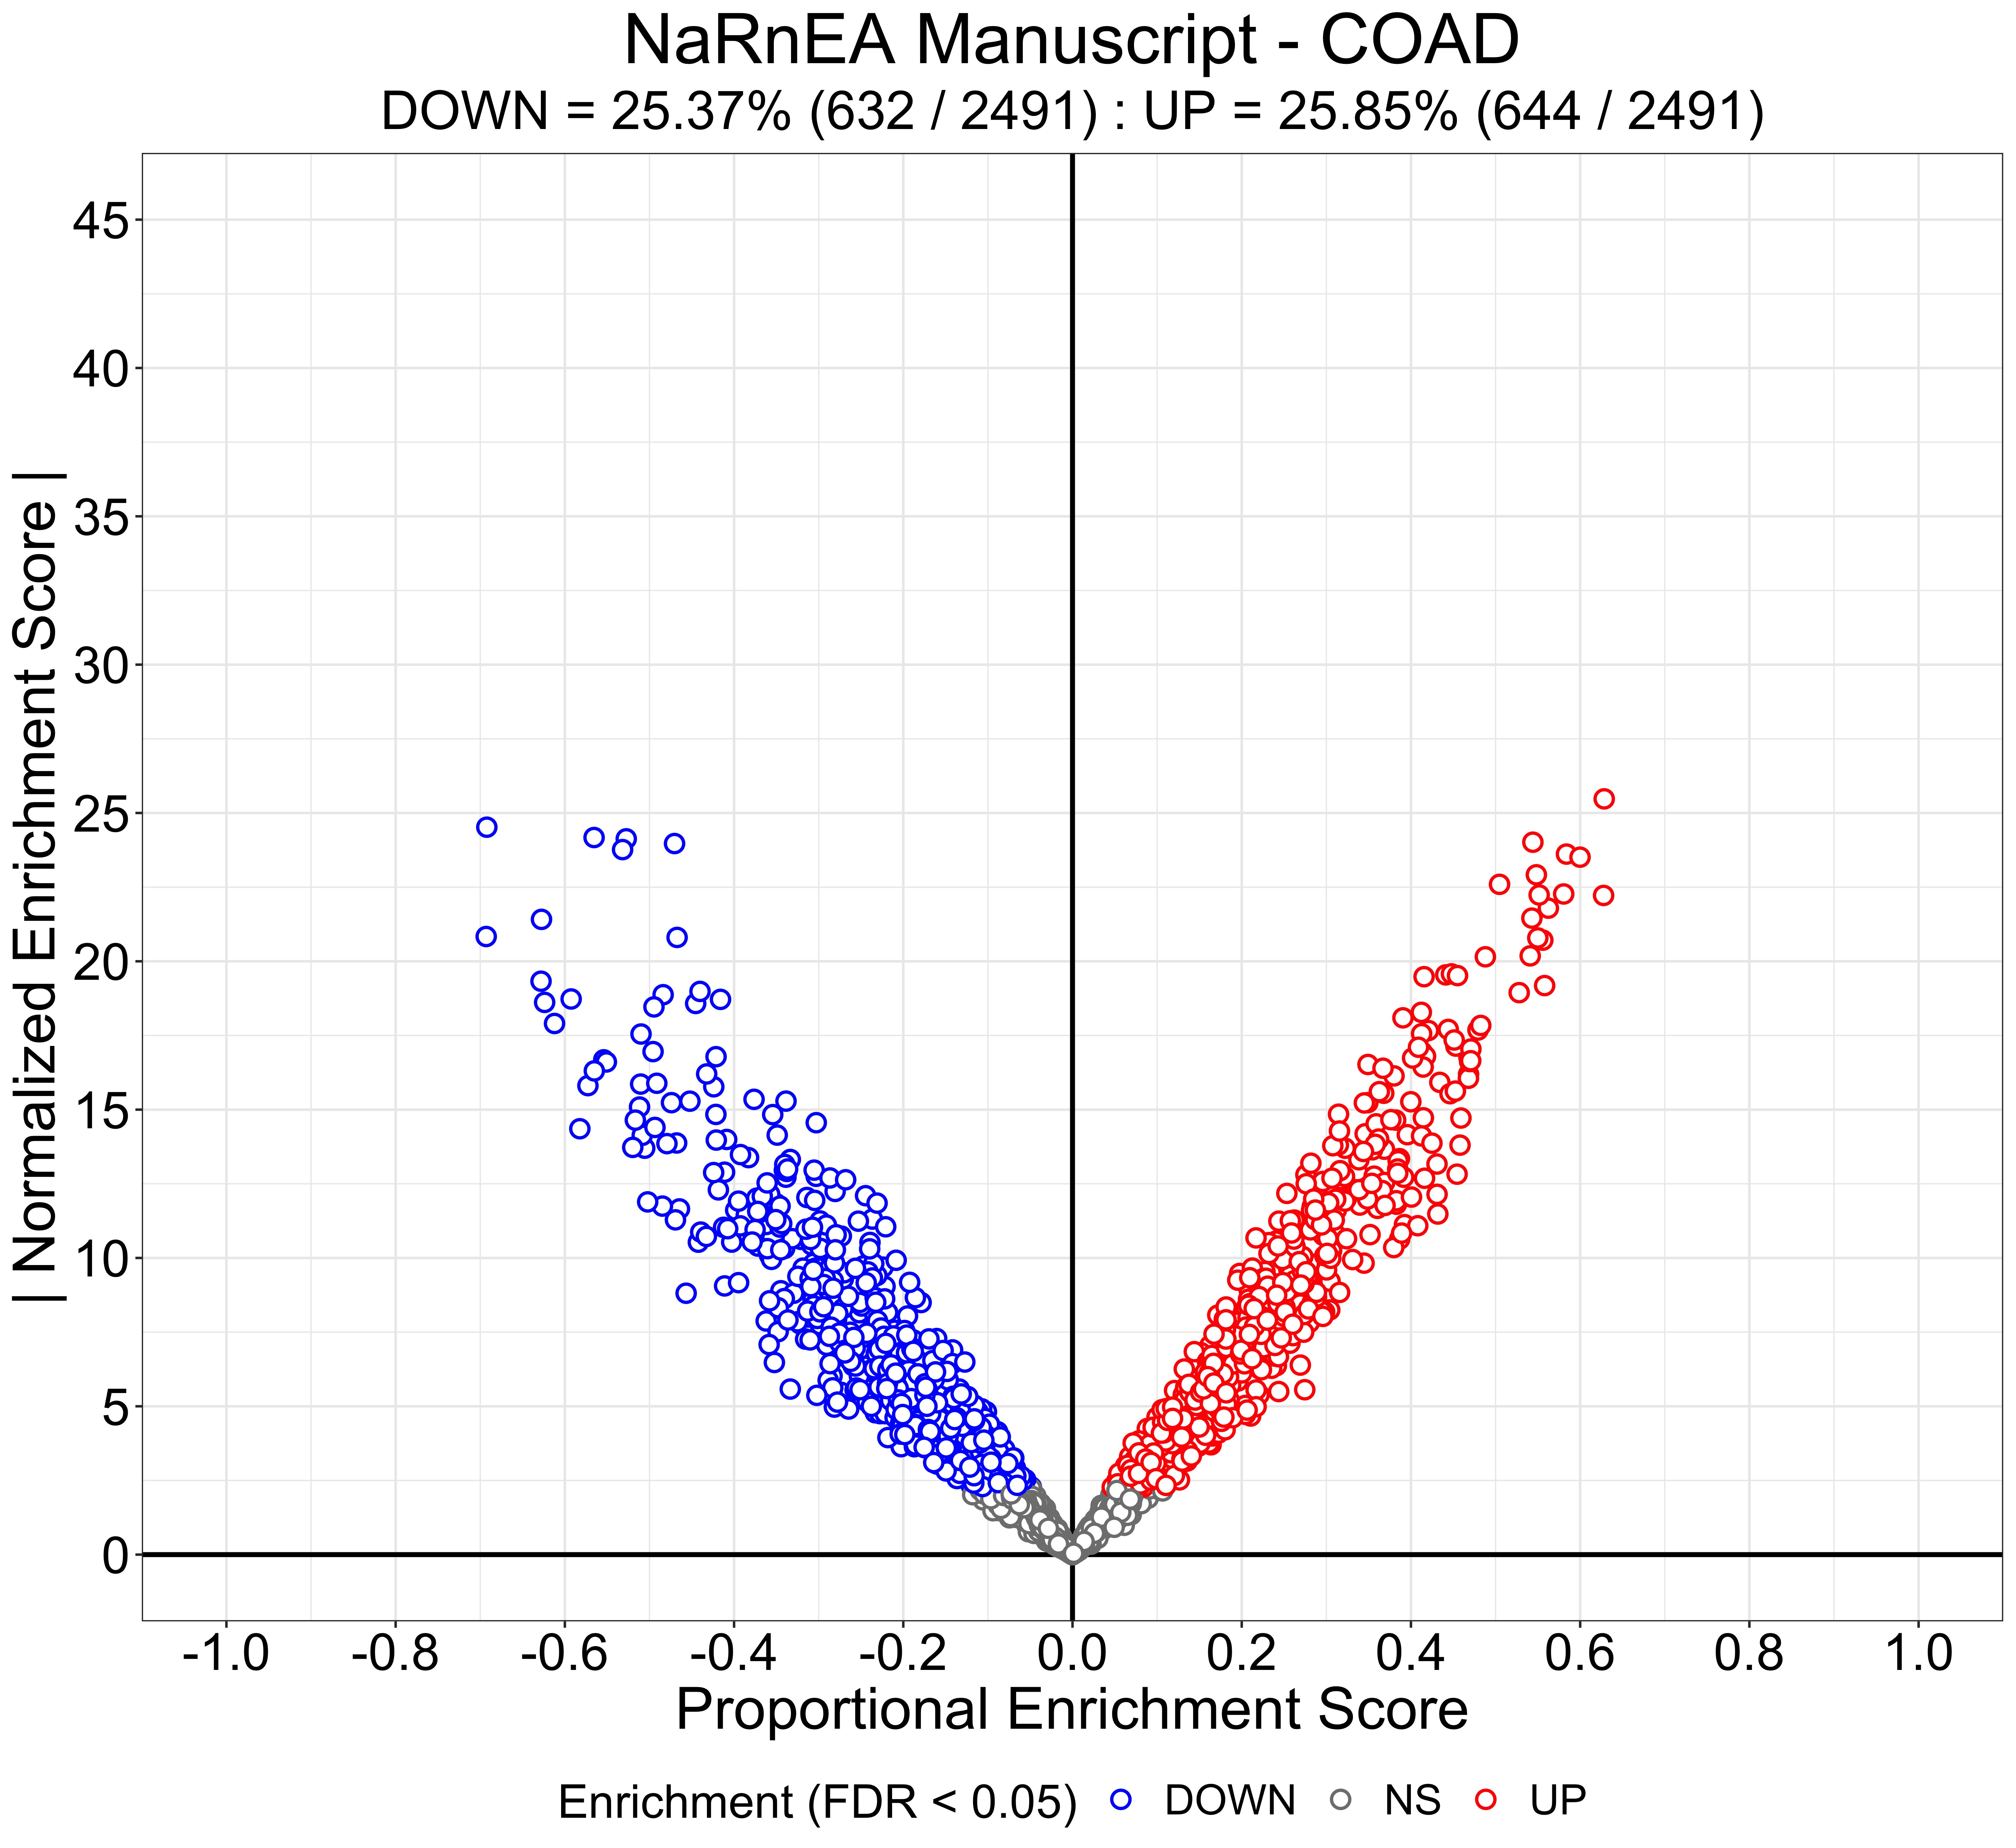 NaRnEA Manuscript - COAD
DOWN = 25.37% (632 / 2491) : UP = 25.85% (644 / 2491)
| Normalized Enrichment Score |
45
40
35
30
25
20
15
10
5
0
-1.0 -0.8 -0.6 -0.4 -0.2 0.0 0.2 0.4 0.6 0.8 1.0
Proportional Enrichment Score
Enrichment (FDR < 0.05) DOWN NS UP